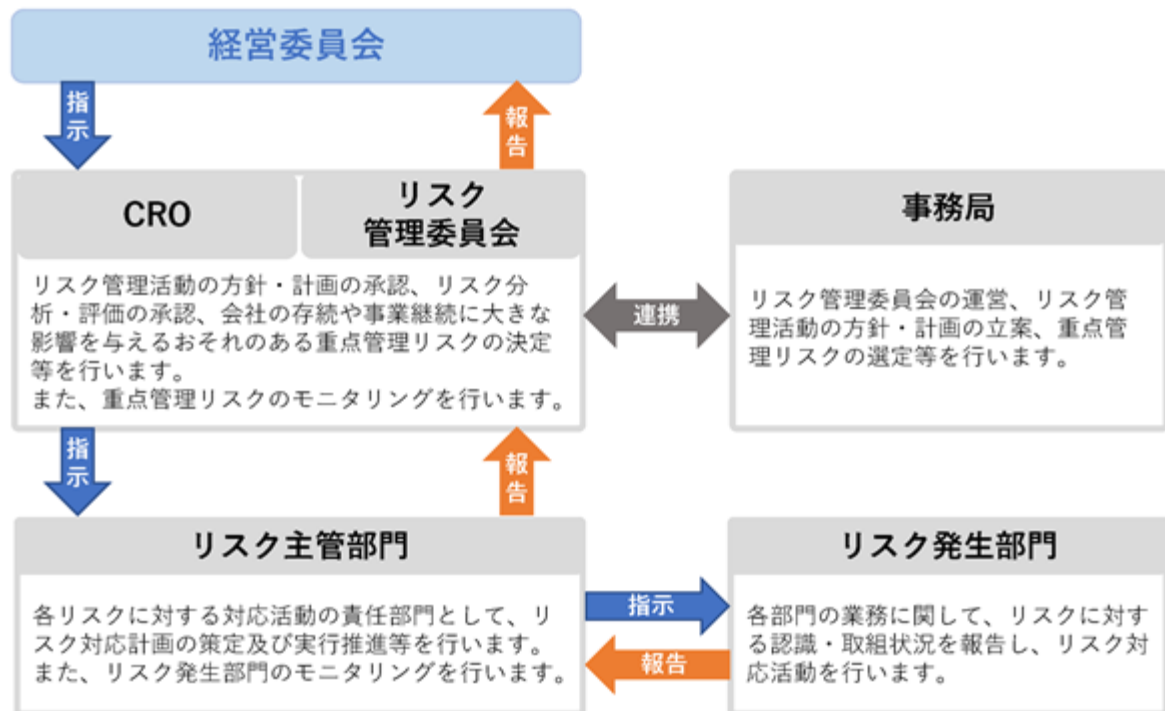 経営委員会
指示
報告
CRO
リスク
管理委員会
リスク管理活動の方針・計画の承認、リスク分
析・評価の承認、会社の存続や事業継続に大きな
影響を与えるおそれのある重点管理リスクの決定
等を行います。
また、重点管理リスクのモニタリングを行います。
連携
事務局
リスク管理委員会の運営、リスク管
理活動の方針・計画の立案、重点管
理リスクの選定等を行います。
指示
報告
リスク主管部門
各リスクに対する対応活動の責任部門として、リ
スク対応計画の策定及び実行推進等を行います。
また、リスク発生部門のモニタリングを行います。
指示
報告
リスク発生部門
各部門の業務に関して、リスクに対す
る認識・取組状況を報告し、リスク対
応活動を行います。